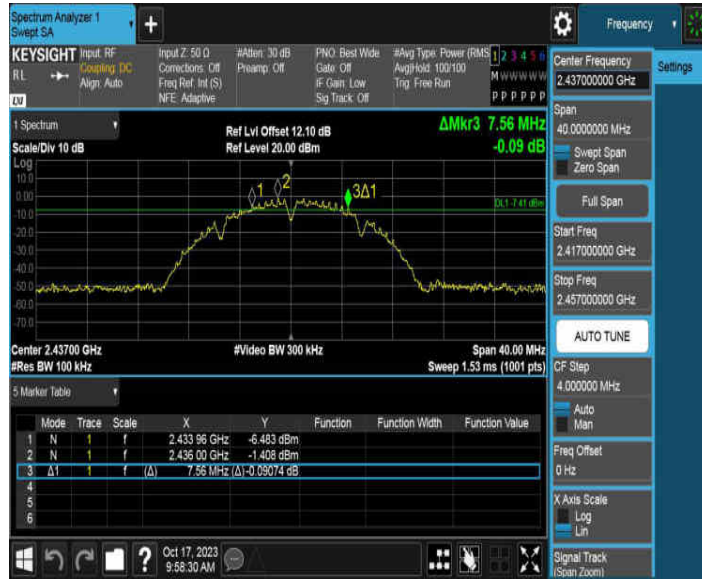 Spectrum Analyzer 1
Swept SA
+
Frequency
KEYSIGHT
RL
Input: RF
Coupling: DC
Align: Auto
Input Z: 50 Ω
Corrections: Off
Freq Ref: Int (S)
NFE: Adaptive
#Atten: 30 dB
Preamp: Off
PNO: Best Wide
Gate: Off
IF Gain: Low
Sig Track: Off
#Avg Type: Power (RMS
Avg|Hold: 100/100
Trig: Free Run
1 2 3 4 5 6
M W W W W W
P P P P P P
1 Spectrum
Scale/Div 10 dB
Ref Lvl Offset 12.10 dB
Ref Level 20.00 dBm
ΔMkr3 7.56 MHz
-0.09 dB
Log
10.0
0.00
-10.0
-20.0
-30.0
-40.0
-50.0
-60.0
-70.0
1
2
3Δ1
DL1 -7.41 dBm
Center 2.43700 GHz
#Res BW 100 kHz
#Video BW 300 kHz
Span 40.00 MHz
Sweep 1.53 ms (1001 pts)
5 Marker Table
Mode Trace Scale X Y Function Function Width Function Value
1 N 1 f 2.433 96 GHz -6.483 dBm
2 N 1 f 2.436 00 GHz -1.408 dBm
3 Δ1 1 f (Δ) 7.56 MHz (Δ) -0.09074 dB
4
5
6
Center Frequency
2.437000000 GHz
Settings
Span
40.0000000 MHz
Swept Span
Zero Span
Full Span
Start Freq
2.417000000 GHz
Stop Freq
2.457000000 GHz
AUTO TUNE
CF Step
4.000000 MHz
Auto
Man
Freq Offset
0 Hz
X Axis Scale
Log
Lin
Signal Track
(Span Zoom)
?
Oct 17, 2023
9:58:30 AM